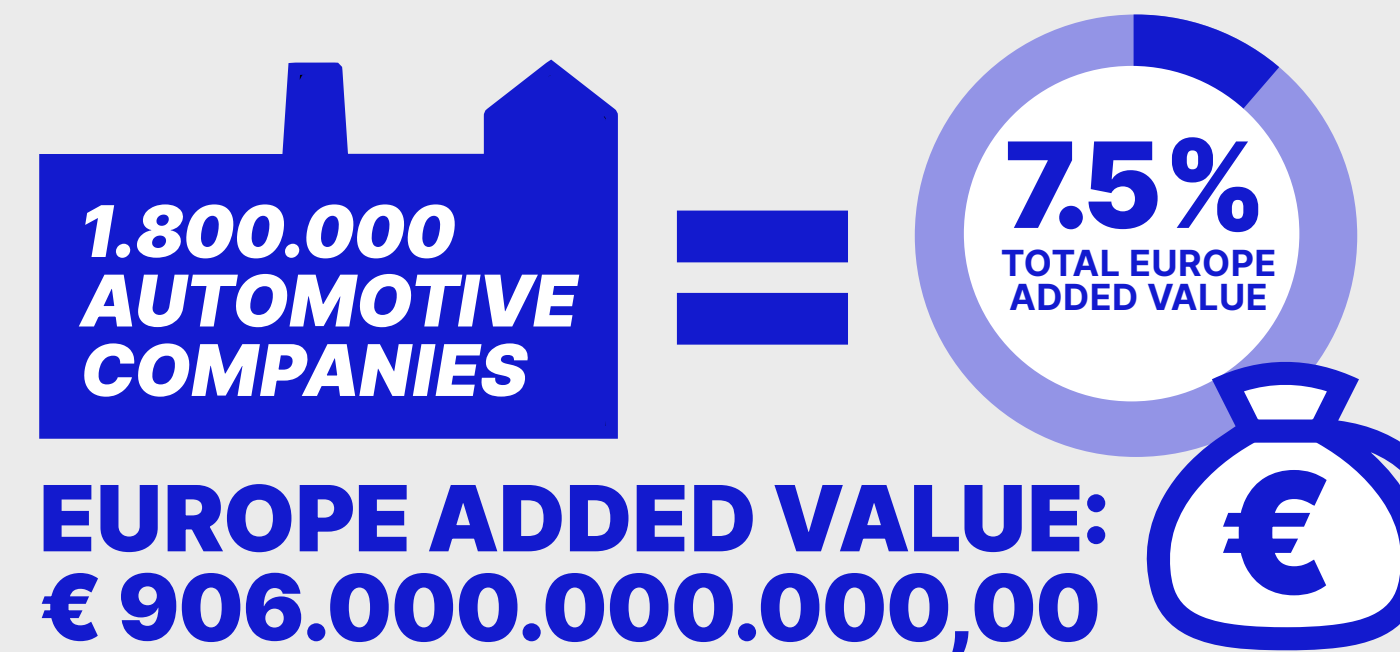 1.800.000
AUTOMOTIVE
COMPANIES
7.5%
TOTAL EUROPE
ADDED VALUE
EUROPE ADDED VALUE:
€ 906.000.000.000,00
€